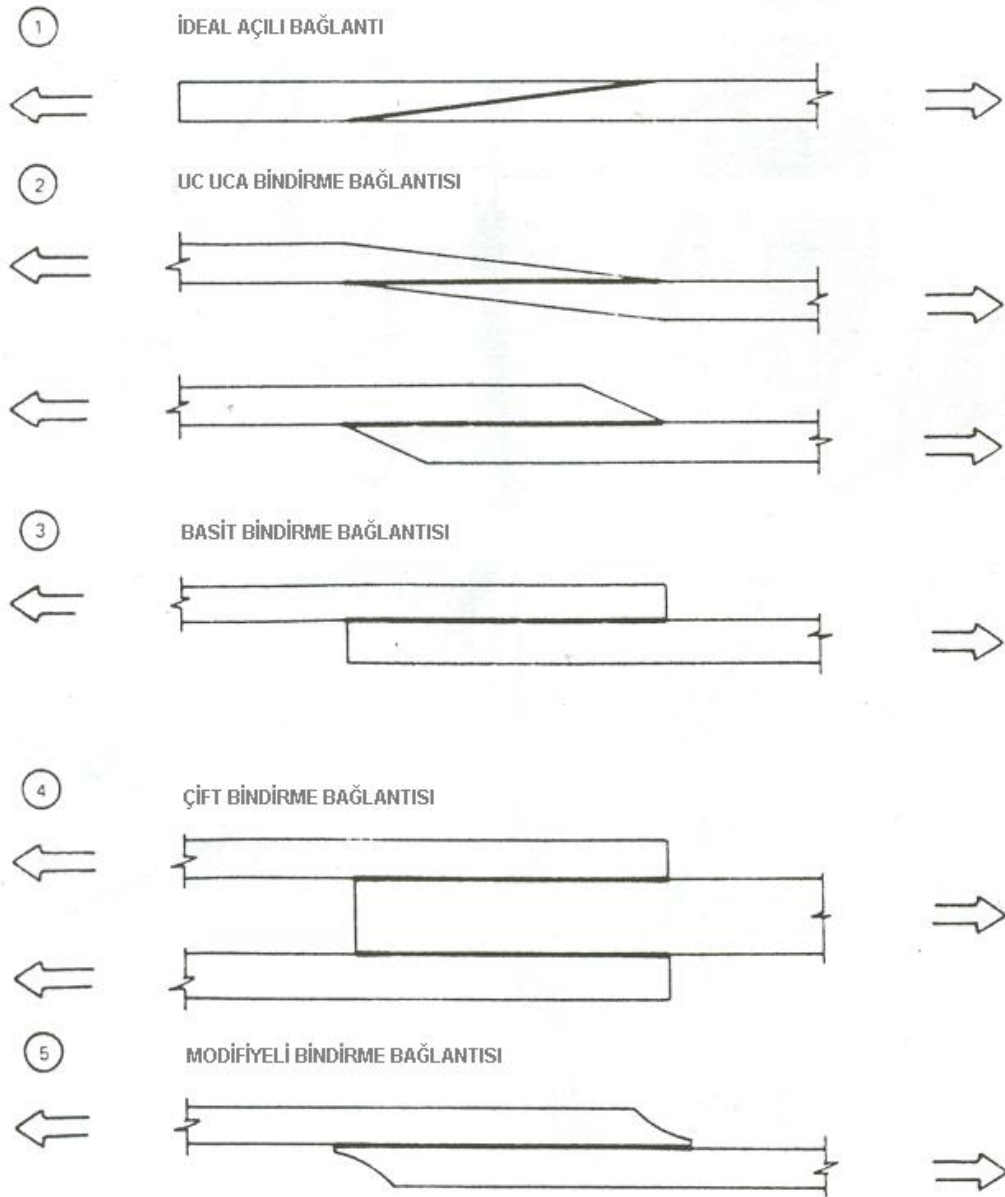 1
İDEAL AÇILI BAĞLANTI
2
UC UCA BİNDİRME BAĞLANTISI
3
BASİT BİNDİRME BAĞLANTISI
4
ÇİFT BİNDİRME BAĞLANTISI
5
MODİFİYELİ BİNDİRME BAĞLANTISI